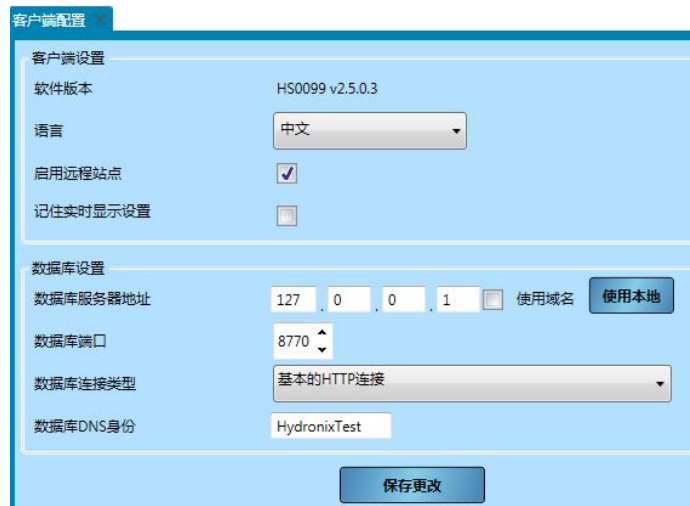 客户端配置
客户端设置
软件版本 HS0099 v2.5.0.3
语言 中文
启用远程站点
记住实时显示设置
数据库设置
数据库服务器地址 127 . 0 . 0 . 1 使用域名 使用本地
数据库端口 8770
数据库连接类型 基本的HTTP连接
数据库DNS身份 HydronixTest
保存更改